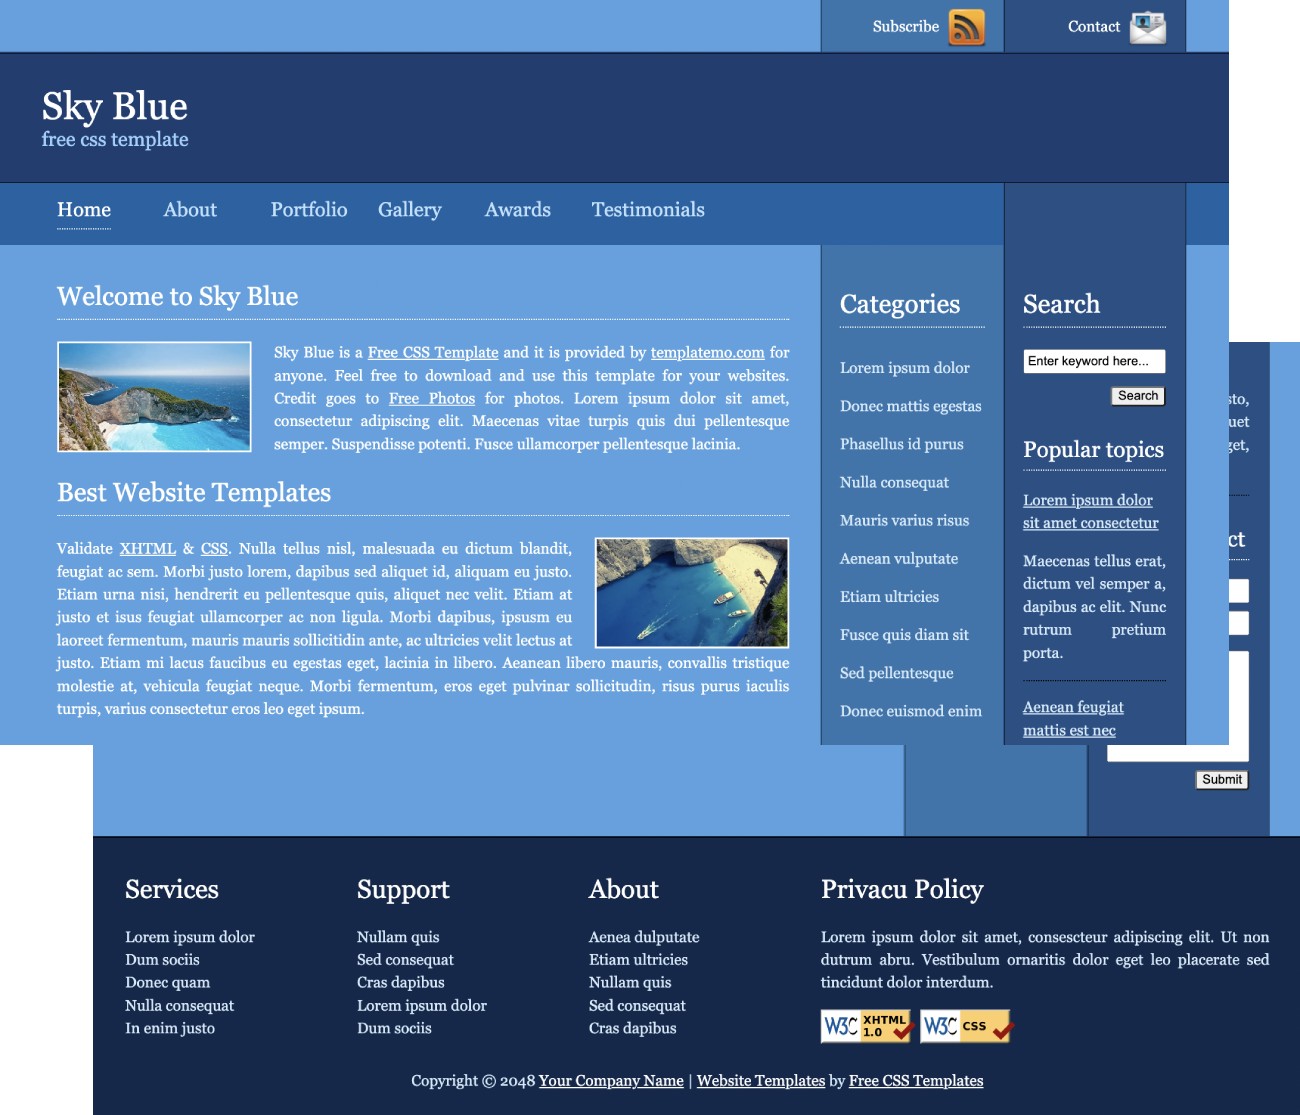 Subscribe
Contact
Sky Blue
free css template
Home
About
Portfolio
Gallery
Awards
Testimonials
Welcome to Sky Blue
Sky Blue is a Free CSS Template and it is provided by templatemo.com for
anyone. Feel free to download and use this template for your websites.
Credit goes to Free Photos for photos. Lorem ipsum dolor sit amet,
consectetur adipiscing elit. Maecenas vitae turpis quis dui pellentesque
semper. Suspendisse potenti. Fusce ullamcorper pellentesque lacinia.
Best Website Templates
Validate XHTML & CSS. Nulla tellus nisl, malesuada eu dictum blandit,
feugiat ac sem. Morbi justo lorem, dapibus sed aliquet id, aliquam eu justo.
Etiam urna nisi, hendrerit eu pellentesque quis, aliquet nec velit. Etiam at
justo et isus feugiat ullamcorper ac non ligula. Morbi dapibus, ipsusm eu
laoreet fermentum, mauris mauris sollicitidin ante, ac ultricies velit lectus at
justo. Etiam mi lacus faucibus eu egestas eget, lacinia in libero. Aeanean libero mauris, convallis tristique
molestie at, vehicula feugiat neque. Morbi fermentum, eros eget pulvinar sollicitudin, risus purus iaculis
turpis, varius consectetur eros leo eget ipsum.
Categories
Lorem ipsum dolor
Donec mattis egestas
Phasellus id purus
Nulla consequat
Mauris varius risus
Aenean vulputate
Etiam ultricies
Fusce quis diam sit
Sed pellentesque
Donec euismod enim
Search
Enter keyword here...
Search
Popular topics
Lorem ipsum dolor
sit amet consectetur
Maecenas tellus erat,
dictum vel semper a,
dapibus ac elit. Nunc
rutrum pretium
porta.
Aenean feugiat
mattis est nec
sto,
uet
get,
ct
Submit
Services
Lorem ipsum dolor
Dum sociis
Donec quam
Nulla consequat
In enim justo
Support
Nullam quis
Sed consequat
Cras dapibus
Lorem ipsum dolor
Dum sociis
About
Aenea dulputate
Etiam ultricies
Nullam quis
Sed consequat
Cras dapibus
Privacu Policy
Lorem ipsum dolor sit amet, consescteur adipiscing elit. Ut non
dutrum abru. Vestibulum ornaritis dolor eget leo placerate sed
tincidunt dolor interdum.
W3C XHTML 1.0
W3C CSS
Copyright © 2048 Your Company Name | Website Templates by Free CSS Templates